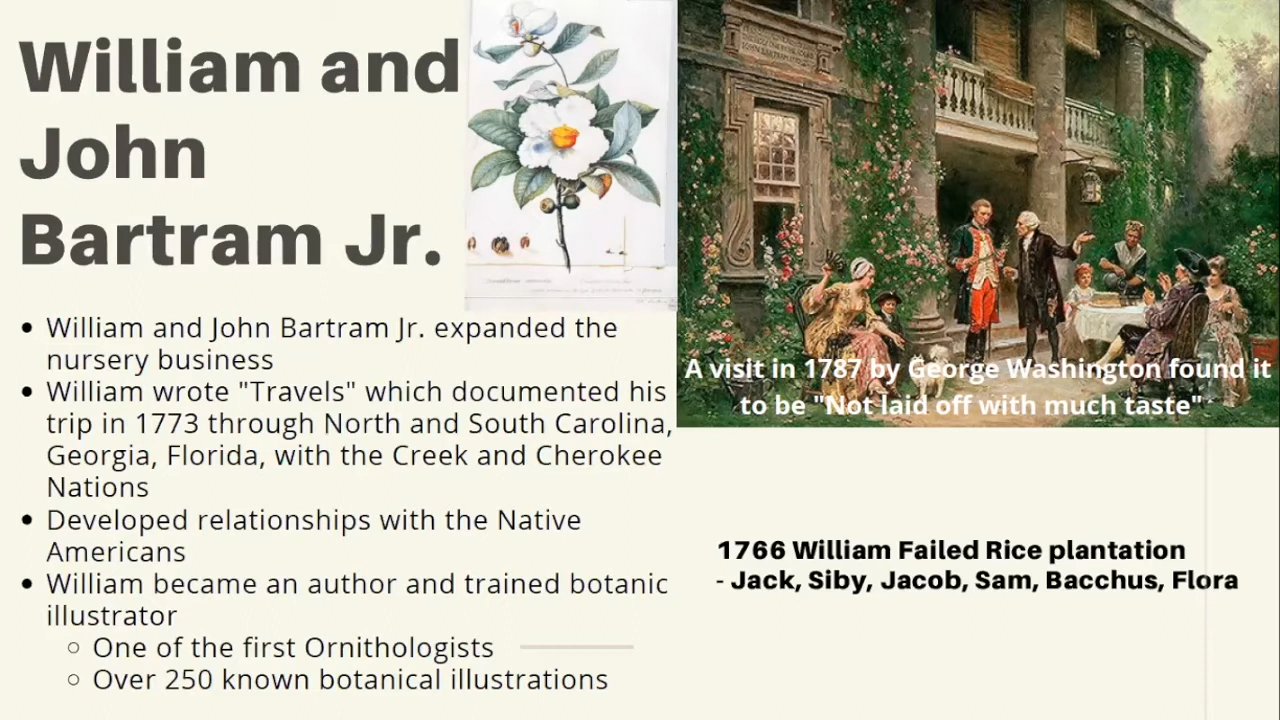 William and
John
Bartram Jr.
William and John Bartram Jr. expanded the
nursery business
William wrote "Travels" which documented his
trip in 1773 through North and South Carolina,
Georgia, Florida, with the Creek and Cherokee
Nations
Developed relationships with the Native
Americans
William became an author and trained botanic
illustrator
One of the first Ornithologists
Over 250 known botanical illustrations
A visit in 1787 by George Washington found it
to be "Not laid off with much taste"
1766 William Failed Rice plantation
- Jack, Siby, Jacob, Sam, Bacchus, Flora